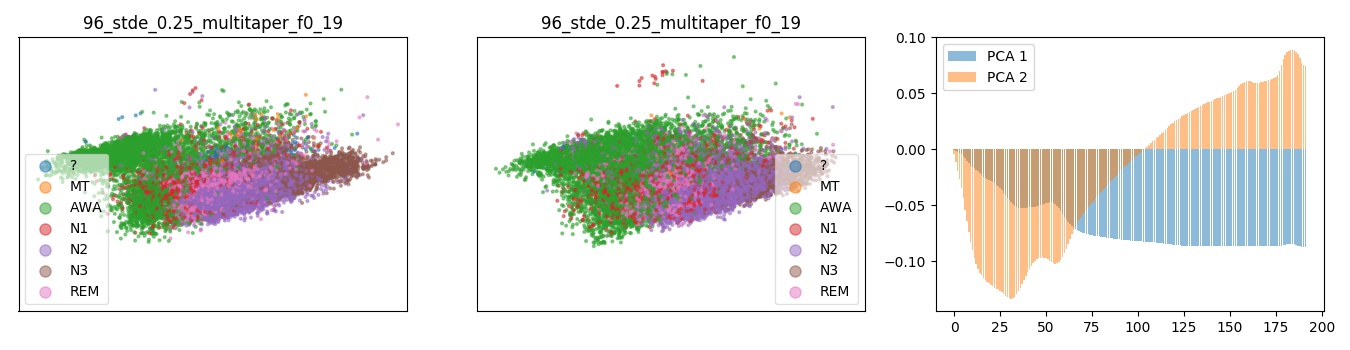 96_stde_0.25_multitaper_f0_19
?
MT
AWA
N1
N2
N3
REM
96_stde_0.25_multitaper_f0_19
?
MT
AWA
N1
N2
N3
REM
PCA 1
PCA 2
0.10
0.05
0.00
−0.05
−0.10
0
25
50
75
100
125
150
175
200